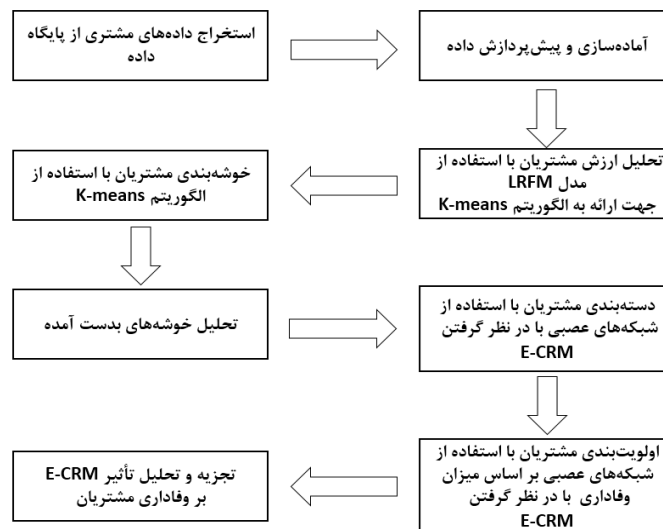 استخراج داده‌های مشتری از پایگاه
داده
آماده‌سازی و پیش‌پردازش داده
تحلیل ارزش مشتریان با استفاده از
مدل LRFM
جهت ارائه به الگوریتم K-means
خوشه‌بندی مشتریان با استفاده از
الگوریتم K-means
تحلیل خوشه‌های بدست آمده
دسته‌بندی مشتریان با استفاده از
شبکه‌های عصبی با در نظر گرفتن
E-CRM
اولویت‌بندی مشتریان با استفاده از
شبکه‌های عصبی بر اساس میزان
وفاداری با در نظر گرفتن
E-CRM
تجزیه و تحلیل تأثیر E-CRM
بر وفاداری مشتریان